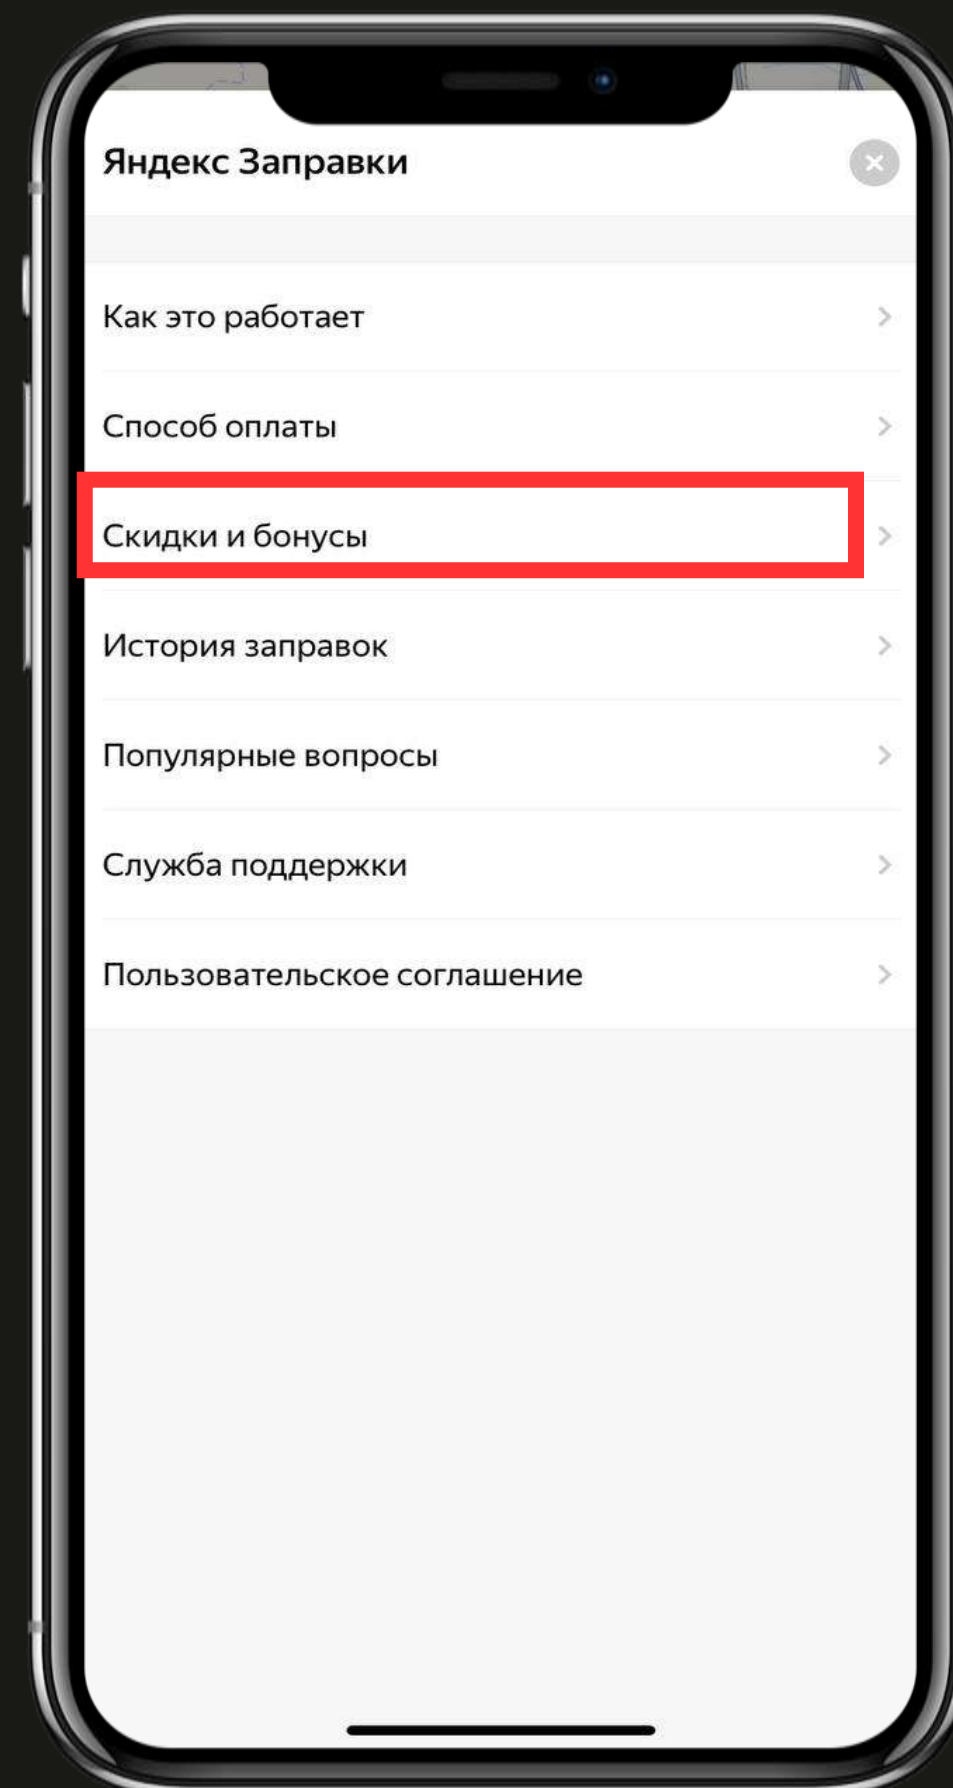 Яндекс Заправки
Как это работает
Способ оплаты
Скидки и бонусы
История заправок
Популярные вопросы
Служба поддержки
Пользовательское соглашение